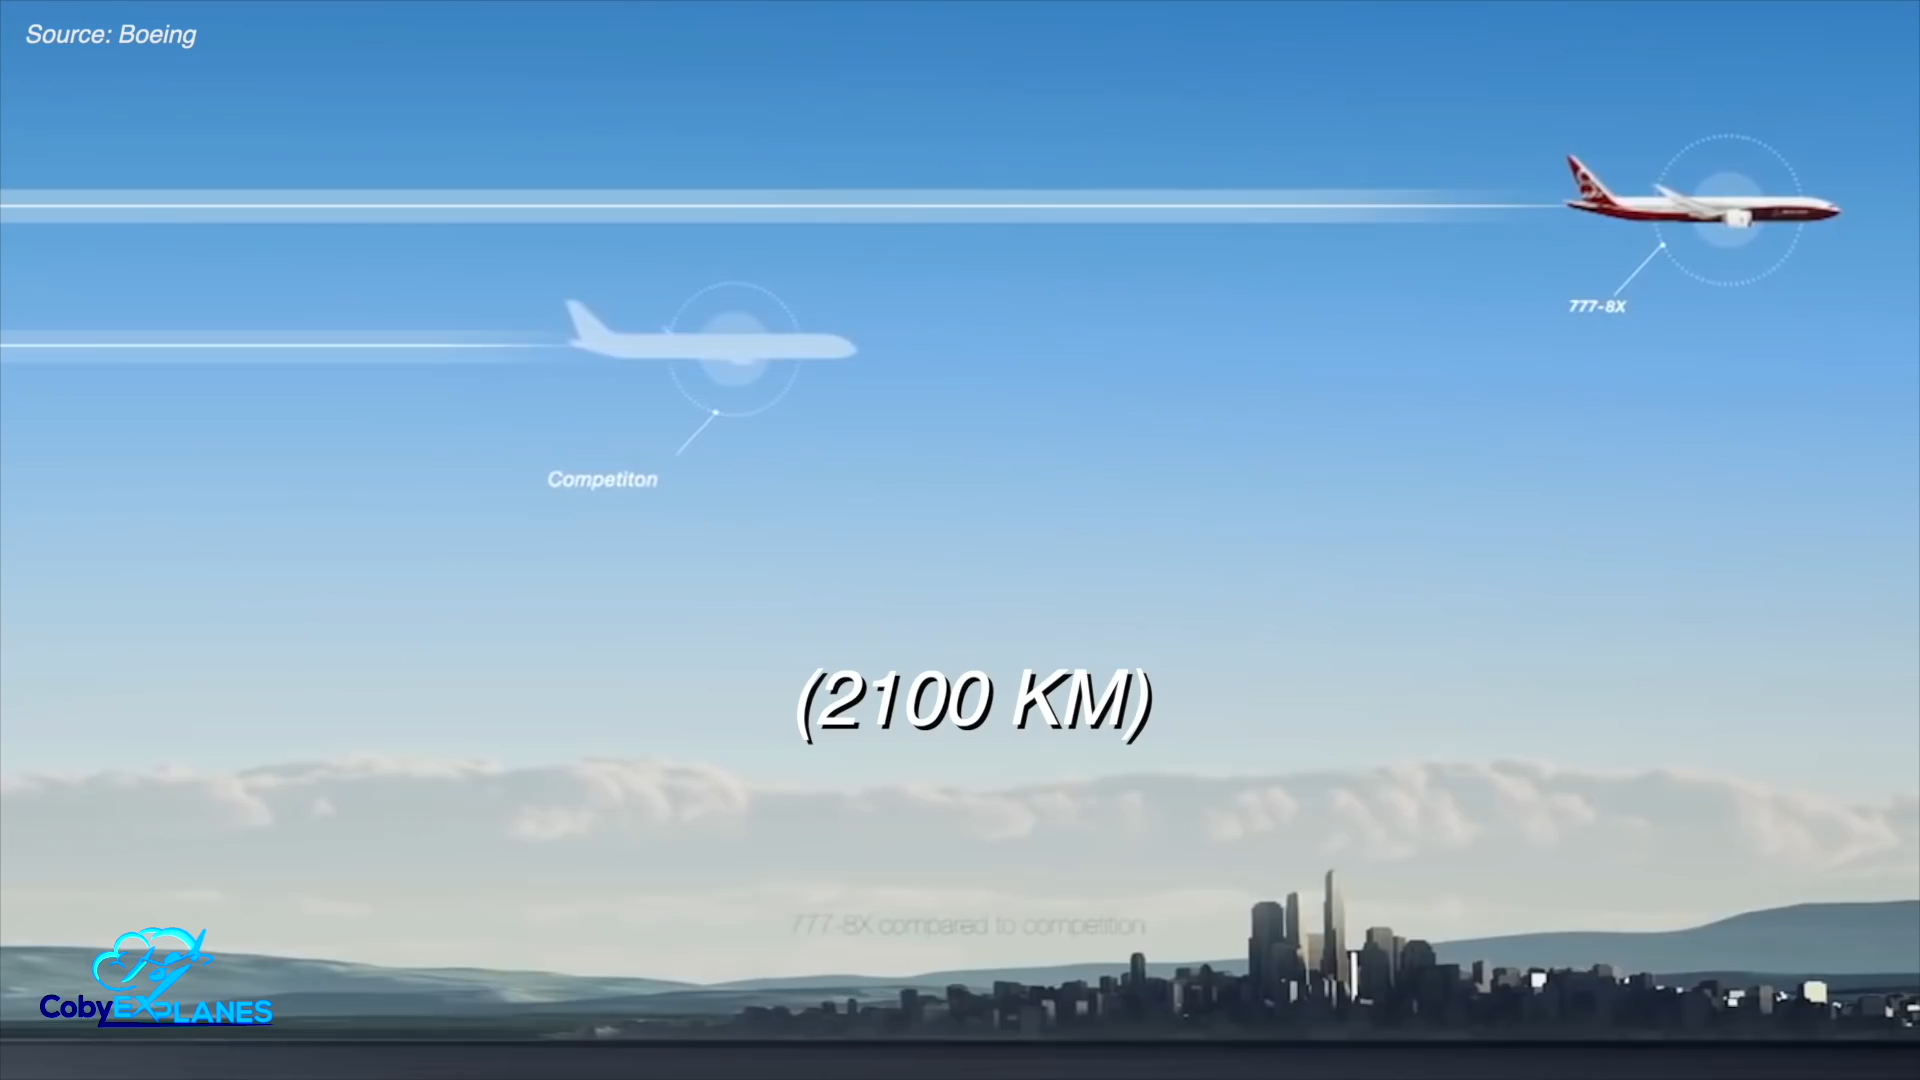 Source: Boeing
777-8X
Competiton
(2100 KM)
777-8X compared to competition
CobyEXPLANES